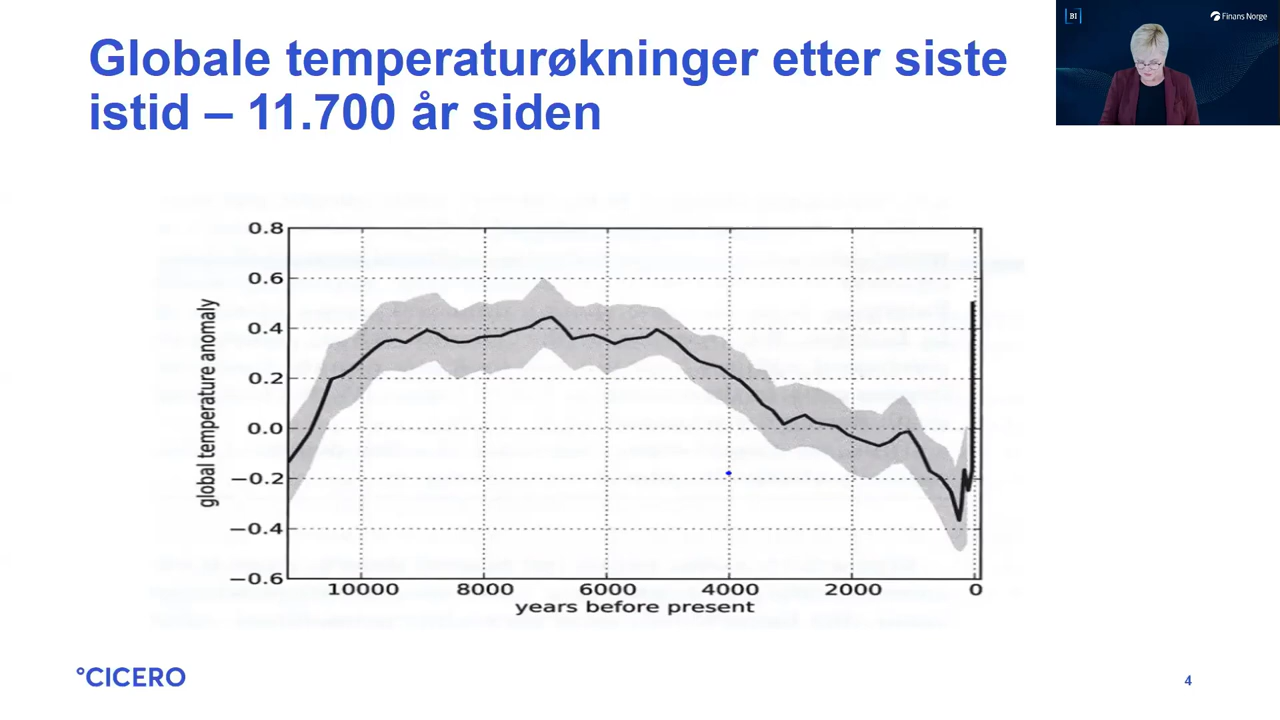 Globale temperaturøkninger etter siste
istid – 11.700 år siden
BI
Finans Norge
0.8
0.6
0.4
0.2
0.0
−0.2
−0.4
−0.6
global temperature anomaly
10000 8000 6000 4000 2000 0
years before present
°CICERO
4